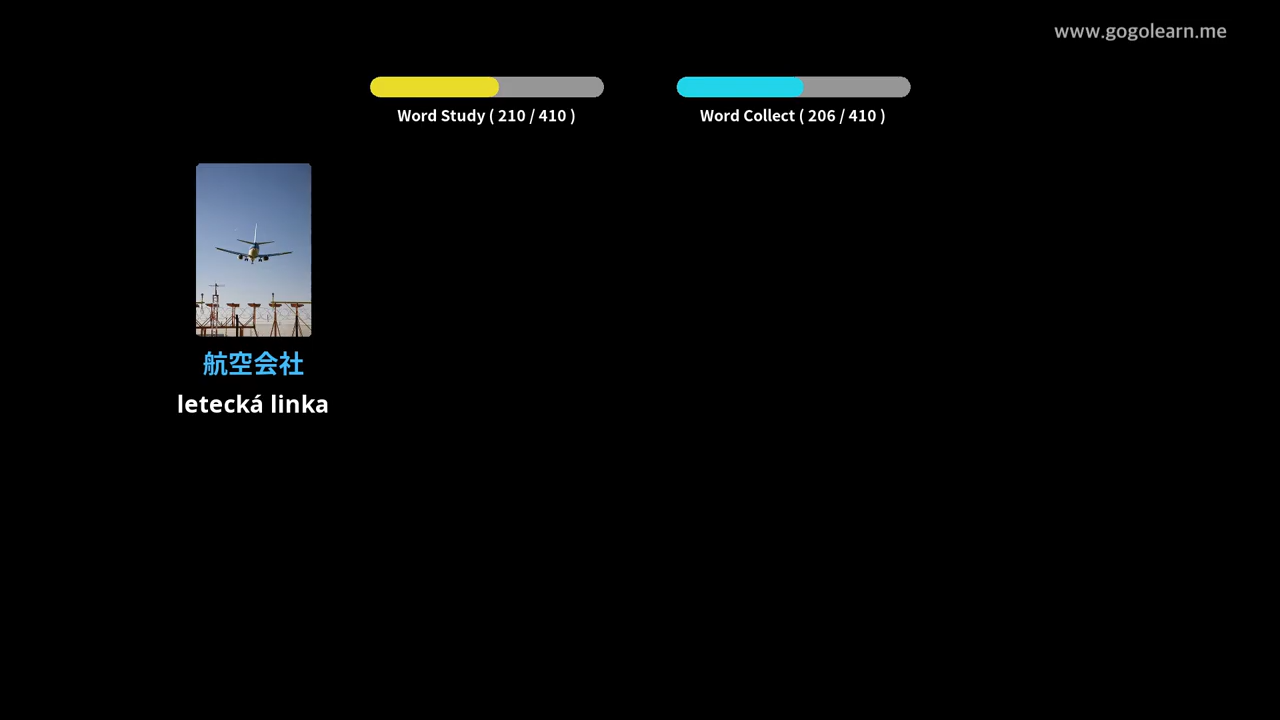 www.gogolearn.me
Word Study ( 210 / 410 )
Word Collect ( 206 / 410 )
航空会社
letecká linka